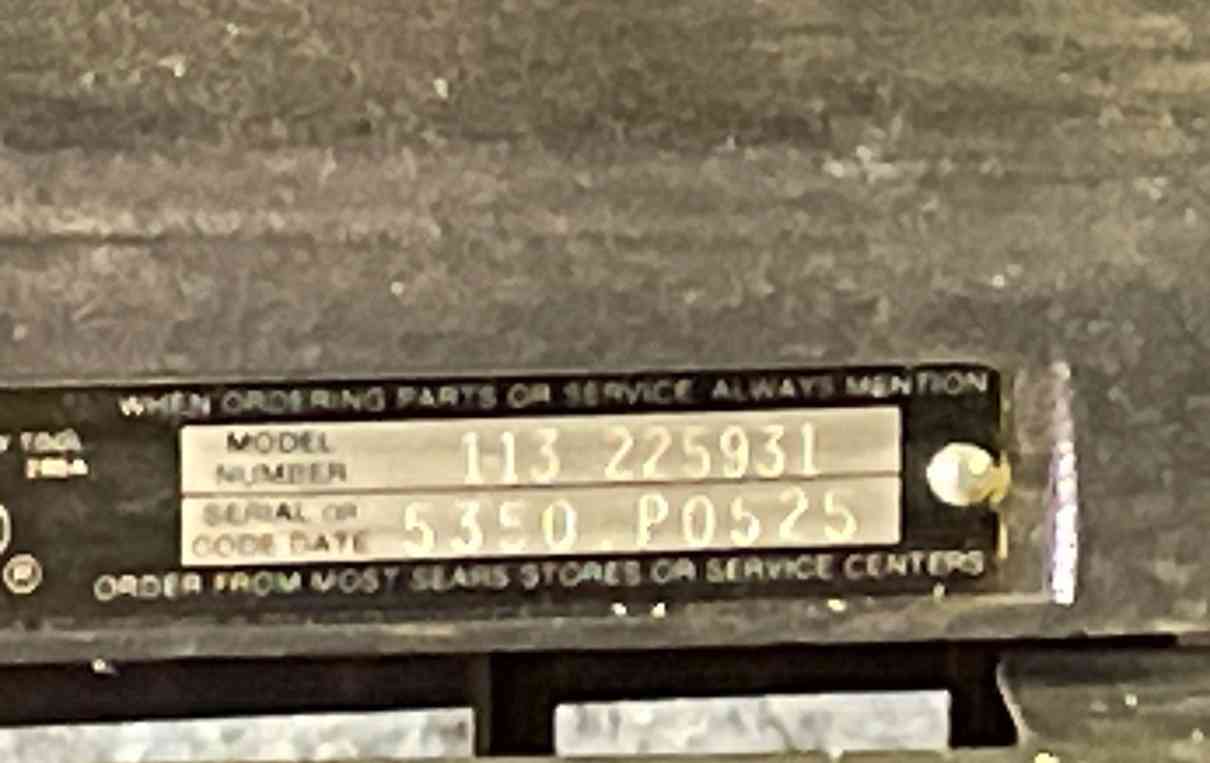 WHEN ORDERING PARTS OR SERVICE ALWAYS MENTION
MODEL
NUMBER
113 225931
SERIAL OR
CODE DATE
5350 P0525
ORDER FROM MOST SEARS STORES OR SERVICE CENTERS
®